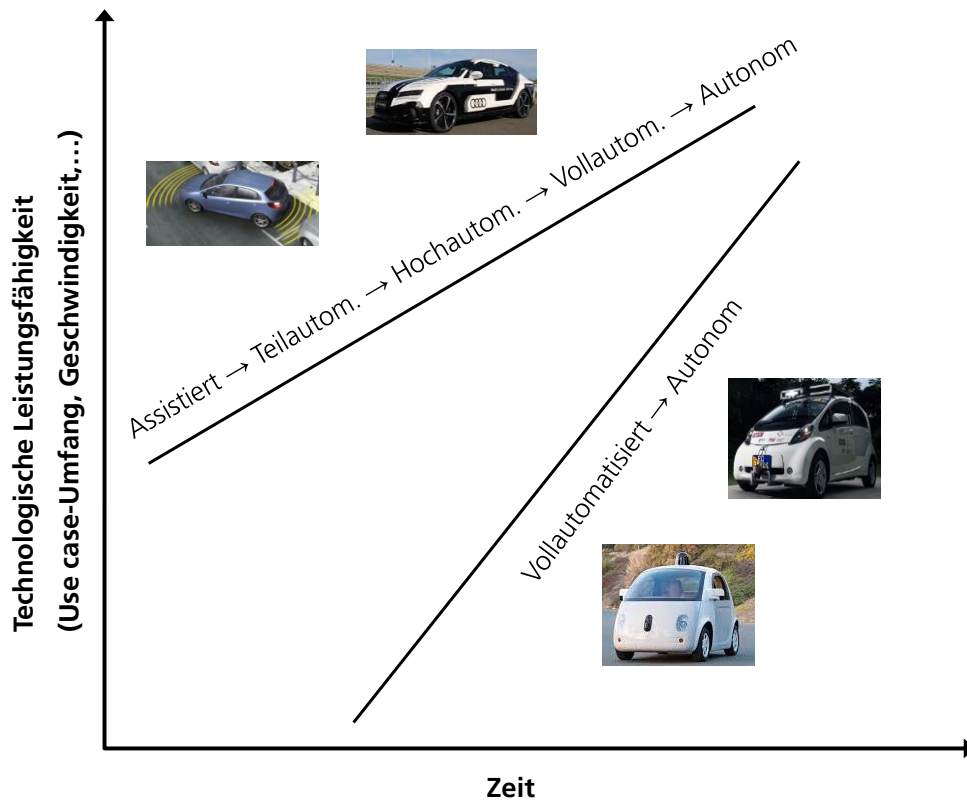 Technologische Leistungsfähigkeit
(Use case-Umfang, Geschwindigkeit,...)
Assistiert → Teilautom. → Hochautom. → Vollautom. → Autonom
Vollautomatisiert → Autonom
Zeit